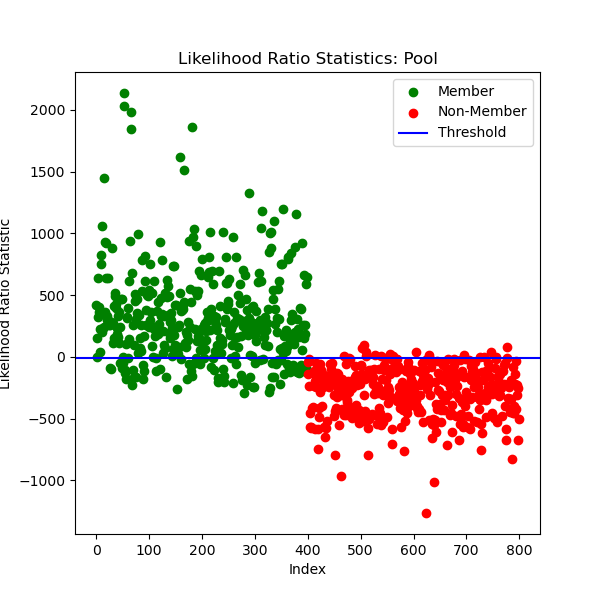 Likelihood Ratio Statistics: Pool
Member
Non-Member
Threshold
Likelihood Ratio Statistic
2000
1500
1000
500
0
−500
−1000
0 100 200 300 400 500 600 700 800
Index